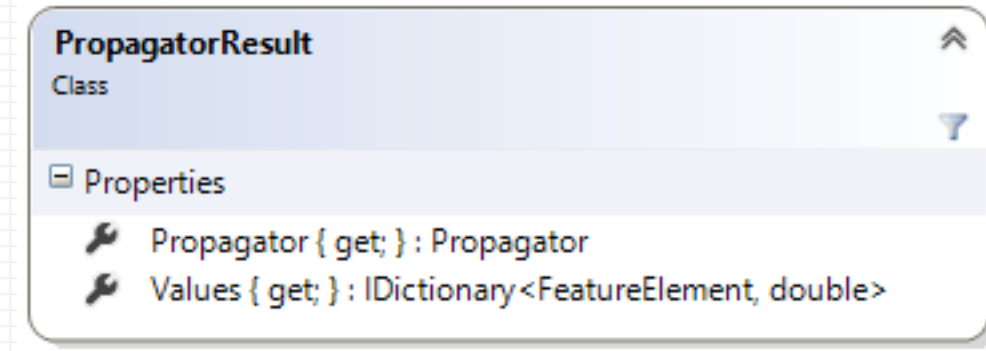 PropagatorResult
Class
Properties
Propagator { get; } : Propagator
Values { get; } : IDictionary<FeatureElement, double>